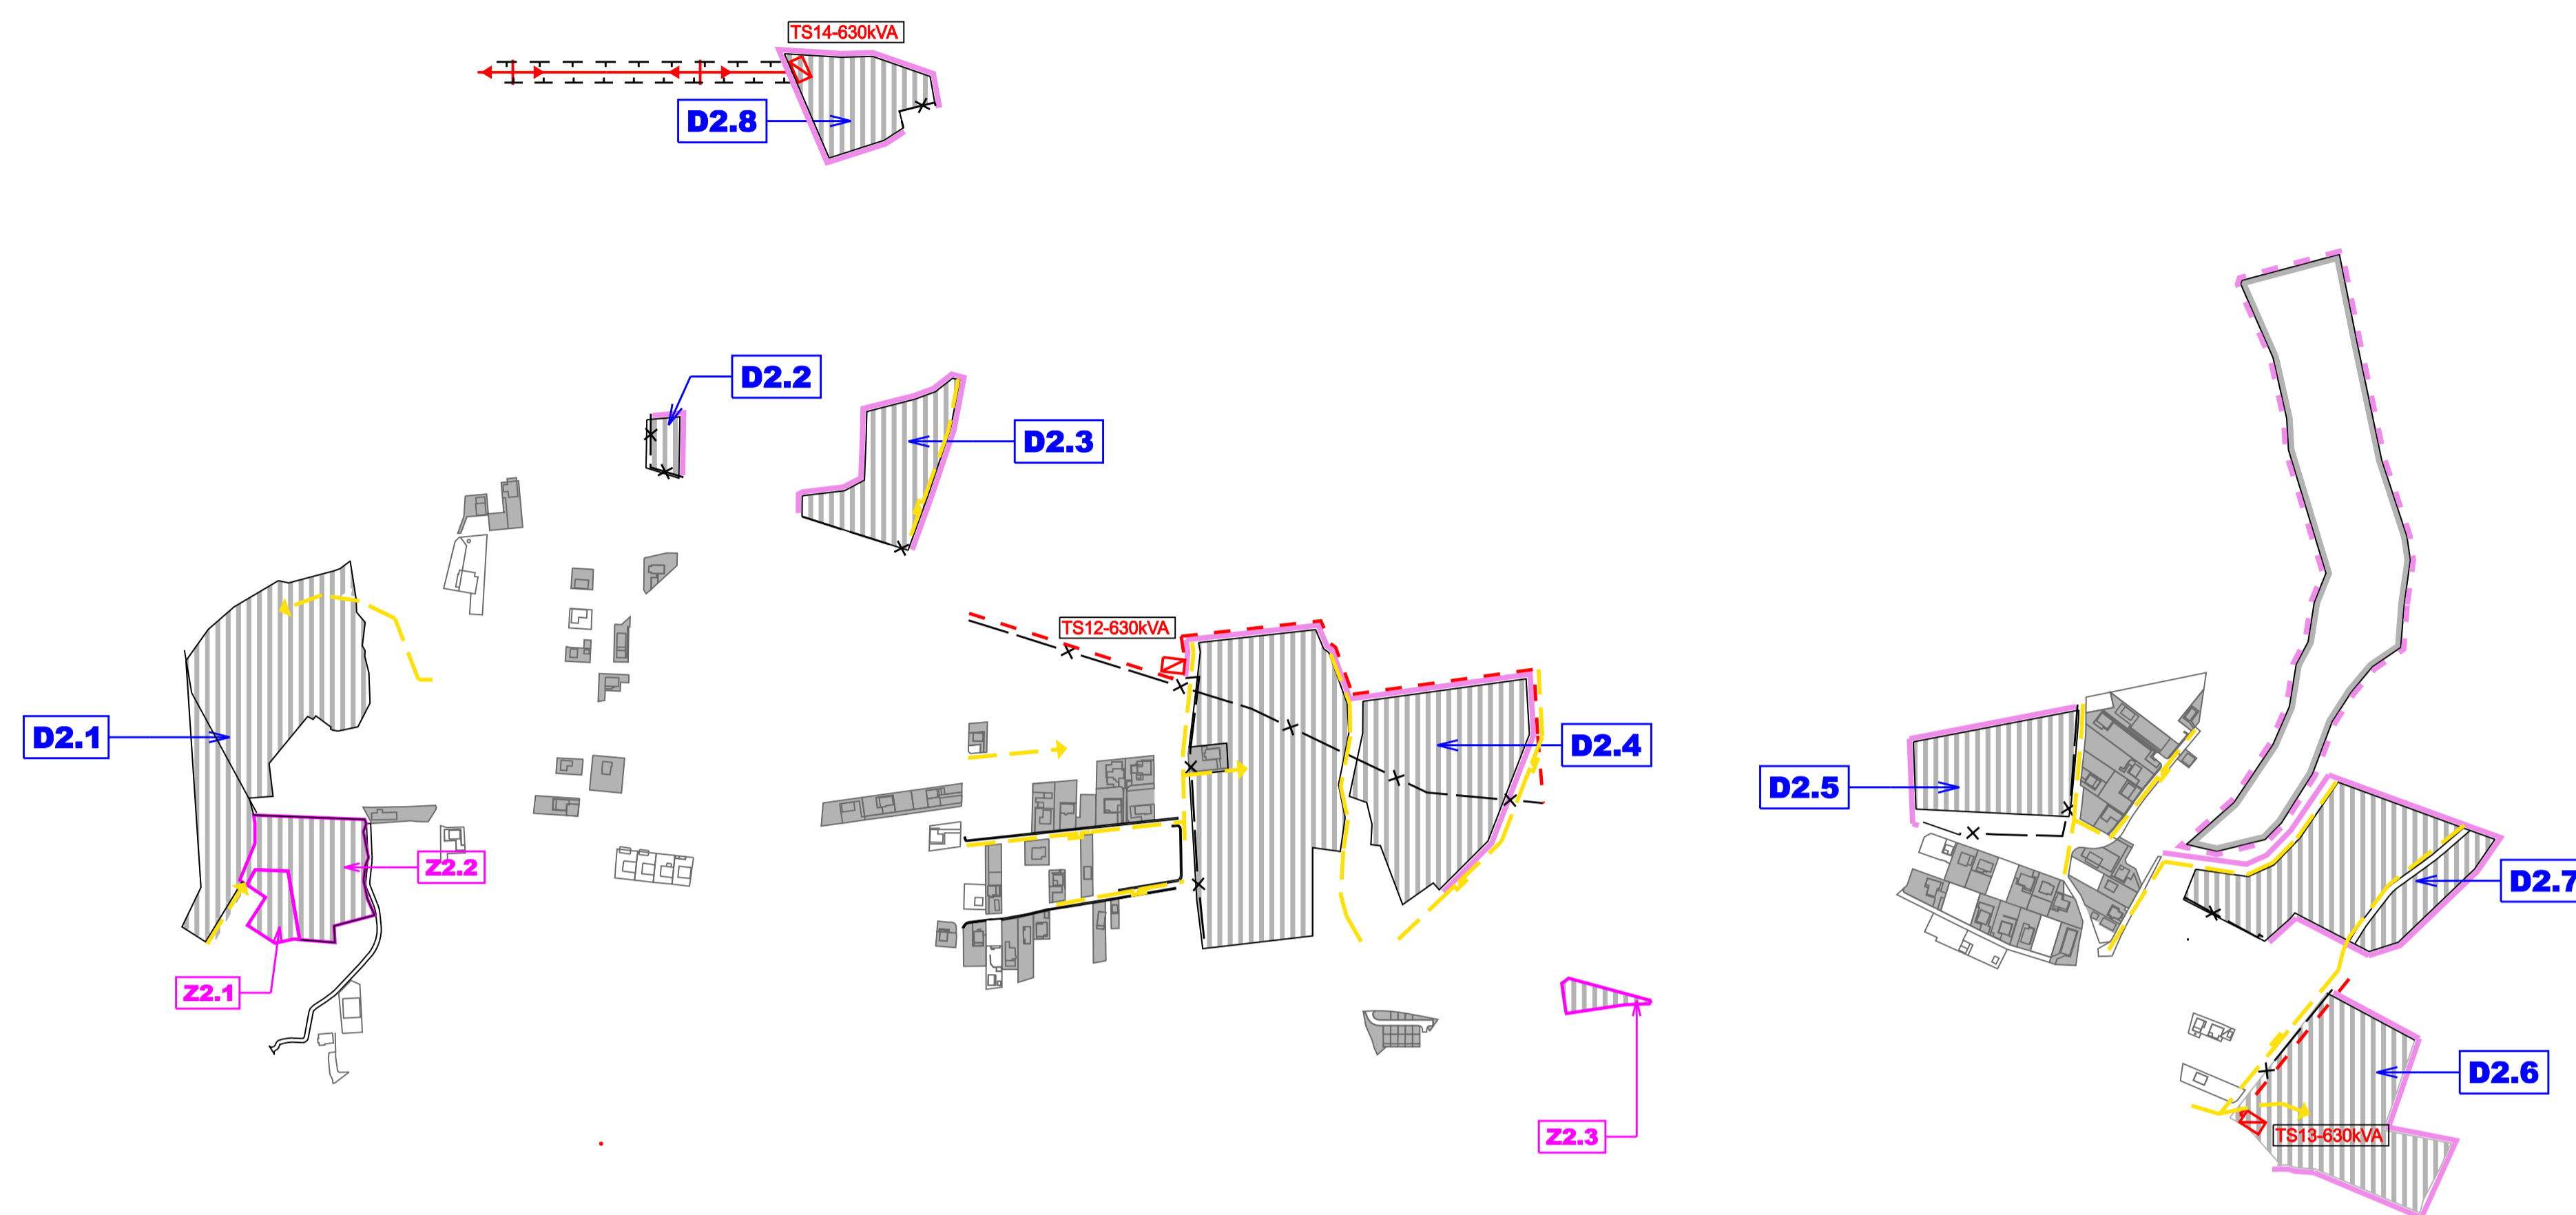 TS14-630kVA
D2.8
D2.2
D2.3
TS12-630kVA
D2.1
D2.4
D2.5
Z2.2
D2.7
Z2.1
D2.6
Z2.3
TS13-630kVA